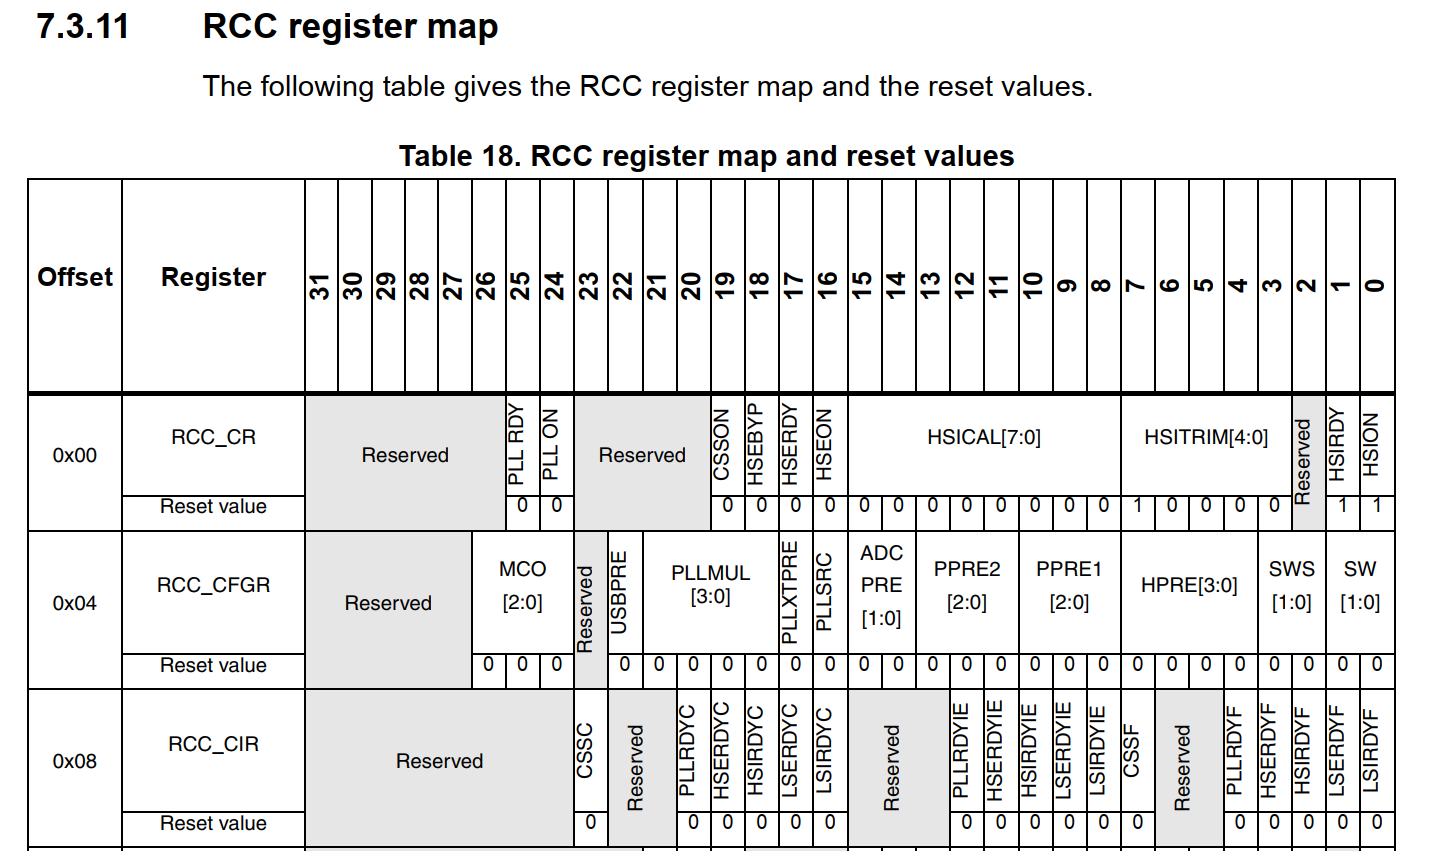 7.3.11 RCC register map
The following table gives the RCC register map and the reset values.
Table 18. RCC register map and reset values
Offset Register 31 30 29 28 27 26 25 24 23 22 21 20 19 18 17 16 15 14 13 12 11 10 9 8 7 6 5 4 3 2 1 0
0x00 RCC_CR Reserved PLL RDY PLL ON Reserved CSSON HSEBYP HSERDY HSEON HSICAL[7:0] HSITRIM[4:0] Reserved HSIRDY HSION
Reset value 0 0 0 0 0 0 0 0 0 0 0 0 0 0 1 0 0 0 0 1 1
0x04 RCC_CFGR Reserved MCO [2:0] Reserved USBPRE PLLMUL [3:0] PLLXTPRE PLLSRC ADC PRE [1:0] PPRE2 [2:0] PPRE1 [2:0] HPRE[3:0] SWS [1:0] SW [1:0]
Reset value 0 0 0 0 0 0 0 0 0 0 0 0 0 0 0 0 0 0 0 0 0 0 0 0 0 0
0x08 RCC_CIR Reserved CSSC Reserved PLLRDYC HSERDYC HSIRDYC LSERDYC LSIRDYC Reserved PLLRDYIE HSERDYIE HSIRDYIE LSERDYIE LSIRDYIE CSSF Reserved PLLRDYF HSERDYF HSIRDYF LSERDYF LSIRDYF
Reset value 0 0 0 0 0 0 0 0 0 0 0 0 0 0 0 0 0